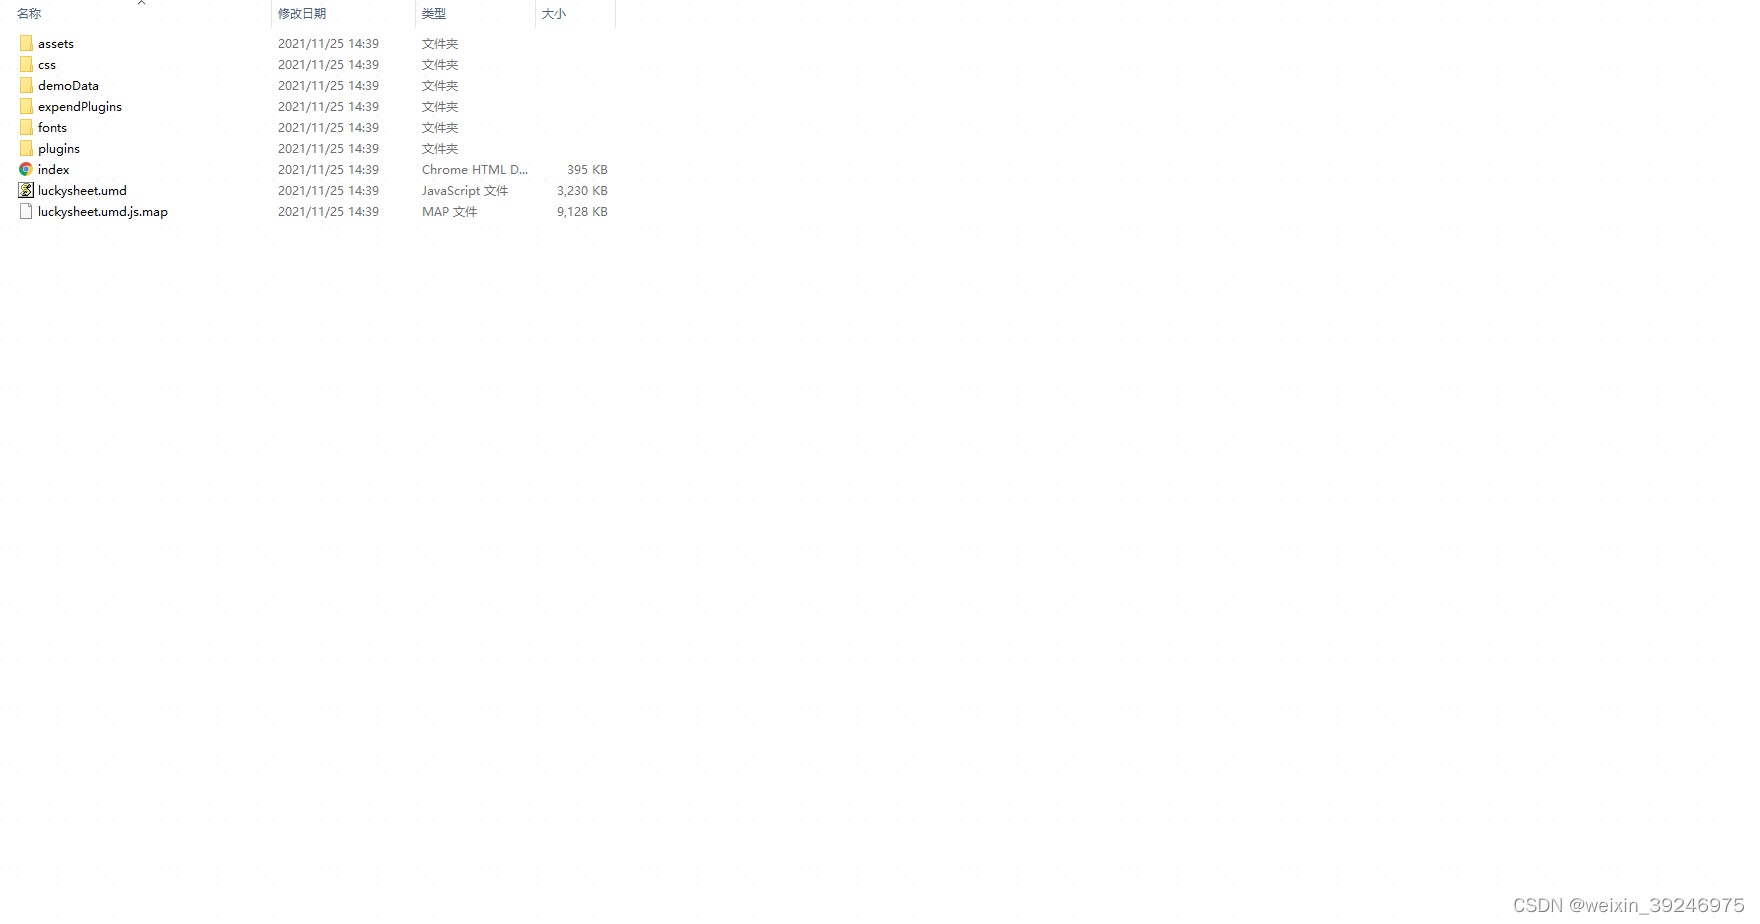 名称 修改日期 类型 大小
assets 2021/11/25 14:39 文件夹
css 2021/11/25 14:39 文件夹
demoData 2021/11/25 14:39 文件夹
expendPlugins 2021/11/25 14:39 文件夹
fonts 2021/11/25 14:39 文件夹
plugins 2021/11/25 14:39 文件夹
index 2021/11/25 14:39 Chrome HTML D... 395 KB
luckysheet.umd 2021/11/25 14:39 JavaScript 文件 3,230 KB
luckysheet.umd.js.map 2021/11/25 14:39 MAP 文件 9,128 KB
CSDN @weixin_39246975